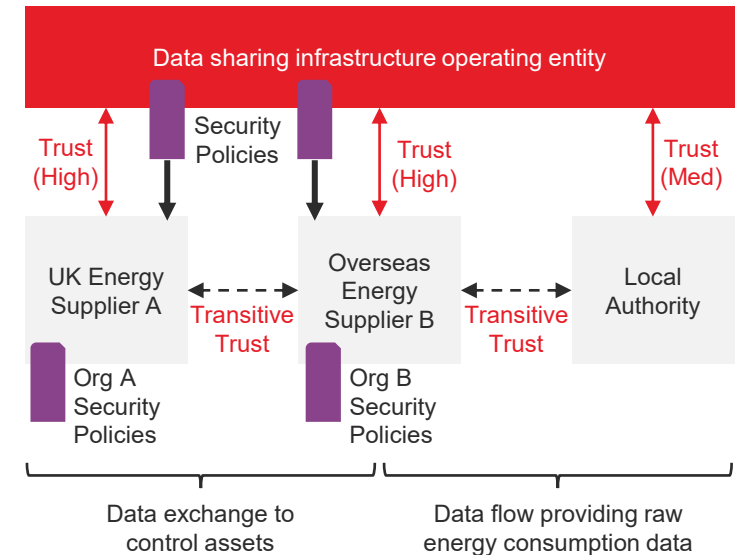 Data sharing infrastructure operating entity
Security
Policies
Trust
(High)
Trust
(High)
Trust
(Med)
UK Energy
Supplier A
Transitive
Trust
Overseas
Energy
Supplier B
Transitive
Trust
Local
Authority
Org A
Security
Policies
Org B
Security
Policies
Data exchange to
control assets
Data flow providing raw
energy consumption data